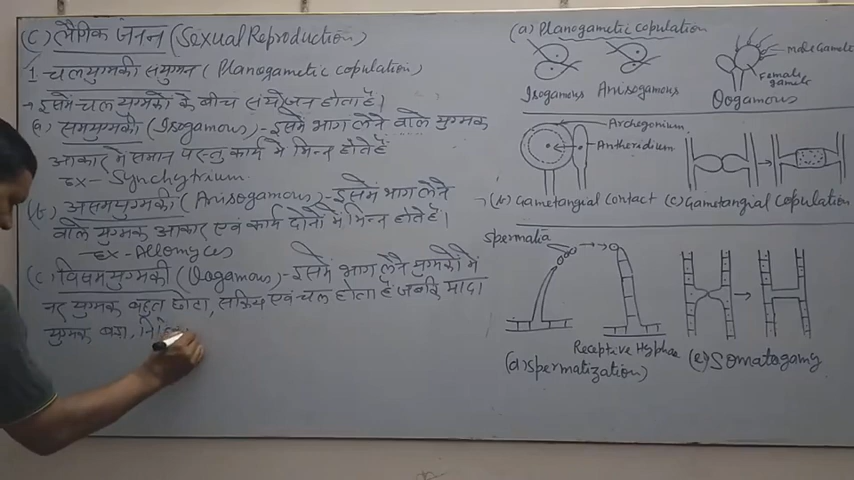 (C) लैंगिक जनन (Sexual Reproduction)
1. चलयुग्मकी संयुग्मन (Planogametic copulation)
→ इसमें चल युग्मकों के बीच संयोजन होता है।
(a) समयुग्मकी (Isogamous) - इसमें भाग लेने वाले युग्मक
आकार में समान परन्तु कार्य में भिन्न होते हैं
Ex - Synchytrium
(b) असमयुग्मकी (Anisogamous) - इसमें भाग लेने
वाले युग्मक आकार एवं कार्य दोनों में भिन्न होते हैं।
Ex - Allomyces
(C) विषमयुग्मकी (Oogamous) - इसमें भाग लेने युग्मकों में
नर युग्मक बहुत छोटा, सक्रिय एवं चल होता है जबकि मादा
युग्मक बड़ा,
(a) Planogametic copulation
Isogamous
Anisogamous
male Gamete
Female gamete
Oogamous
Archegonium
Antheridium
(b) Gametangial contact
(c) Gametangial Copulation
Spermatia
Receptive Hyphae
(d) spermatization)
(e) Somatogamy